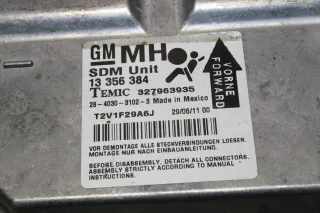 GM MH
SDM Unit
13 356 384
TEMIC 327963935
28-4030-3102-3 Made in Mexico
T2V1F29A6J 29/06/11 00
VORNE
FORWARD
VOR DEMONTAGE ALLE STECKVERBINDUNGEN LOESEN.
MONTAGE NUR NACH EINBAUANLEITUNG.
BEFORE DISASSEMBLY, DETACH ALL CONNECTORS.
ASSEMBLY STRICTLY ACCORDING TO MANUAL